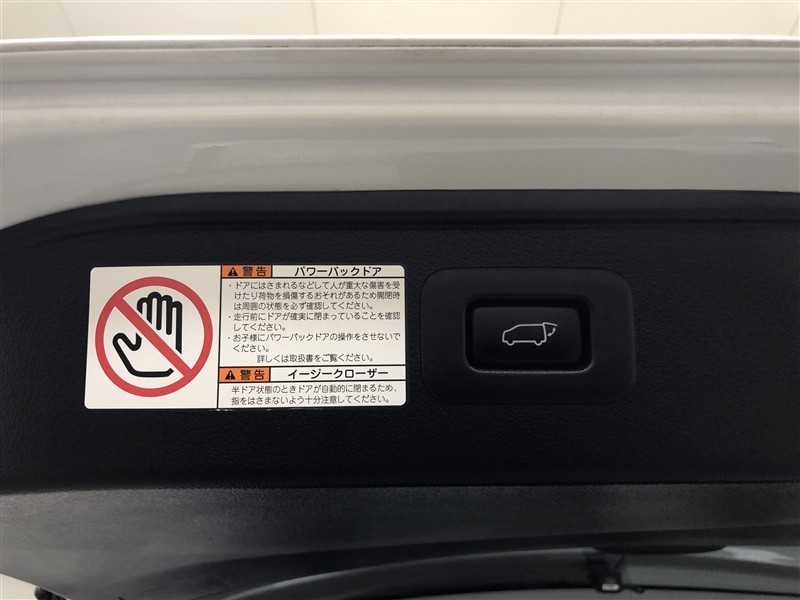 警告 パワーバックドア
・ドアにはさまれるなどして人が重大な傷害を受
けたり荷物を損傷するおそれがあるため開閉時
は周囲の状態を必ず確認してください。
・走行前にドアが確実に閉まっていることを確認
してください。
・お子様にパワーバックドアの操作をさせないで
ください。
詳しくは取扱書をご覧ください。
警告 イージークローザー
半ドア状態のときドアが自動的に閉まるため、
指をはさまないよう十分注意してください。